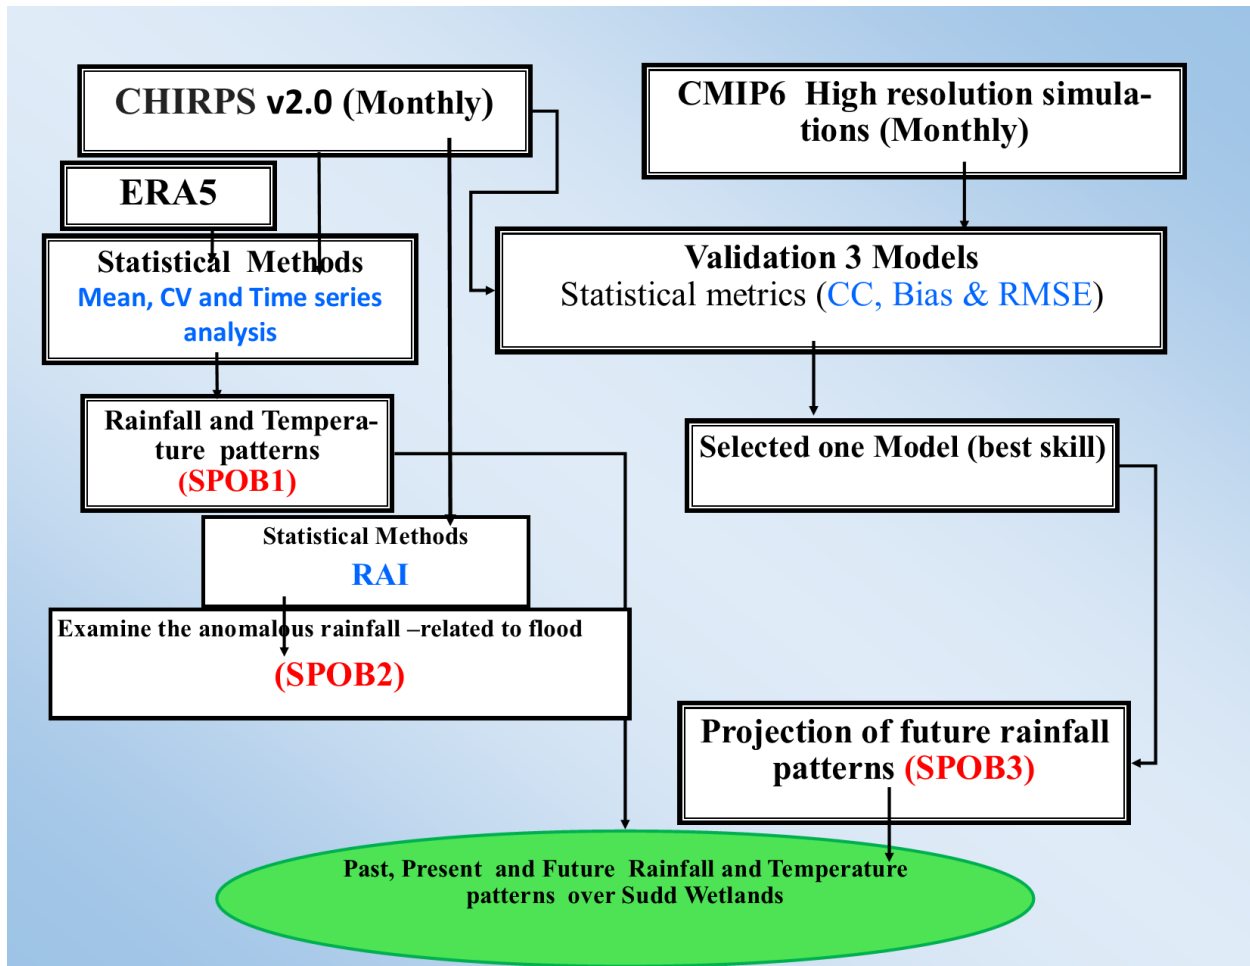 CHIRPS v2.0 (Monthly)
CMIP6 High resolution simula-
tions (Monthly)
ERA5
Statistical Methods
Mean, CV and Time series
analysis
Validation 3 Models
Statistical metrics (CC, Bias & RMSE)
Rainfall and Tempera-
ture patterns
(SPOB1)
Selected one Model (best skill)
Statistical Methods
RAI
Examine the anomalous rainfall –related to flood
(SPOB2)
Projection of future rainfall
patterns (SPOB3)
Past, Present and Future Rainfall and Temperature
patterns over Sudd Wetlands